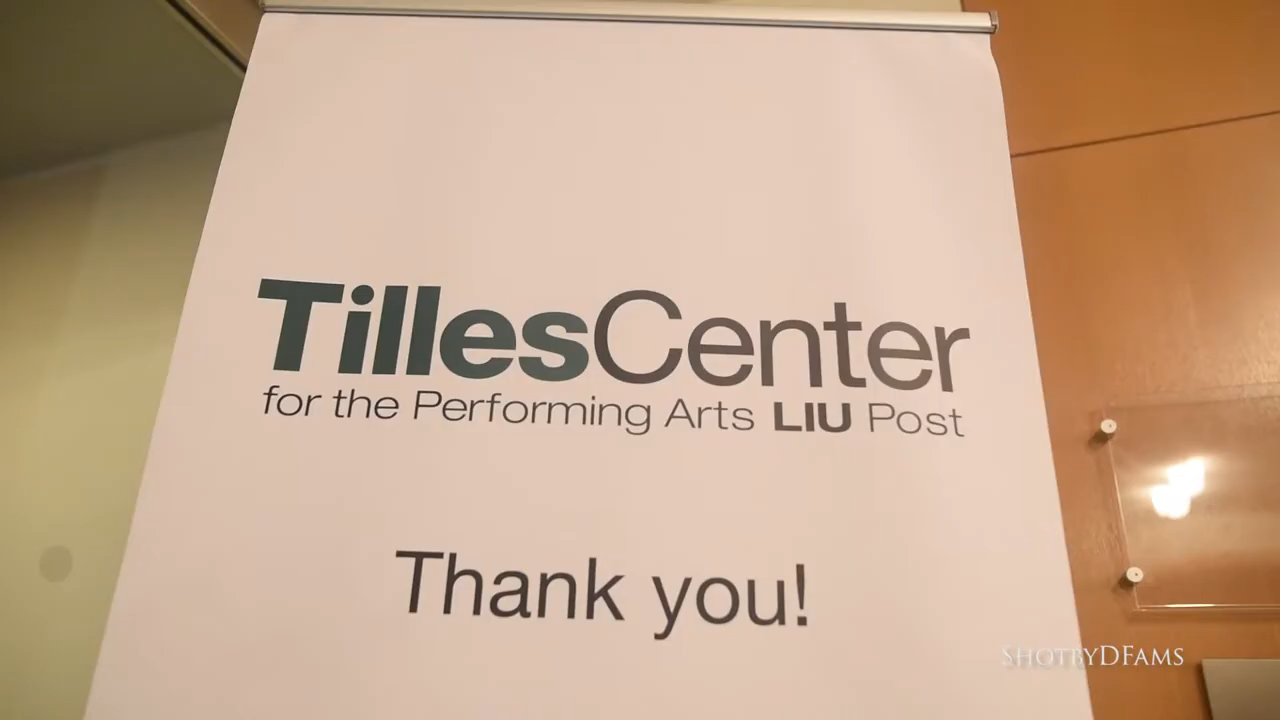 TillesCenter
for the Performing Arts LIU Post
Thank you!
SHOTBYDFAMS